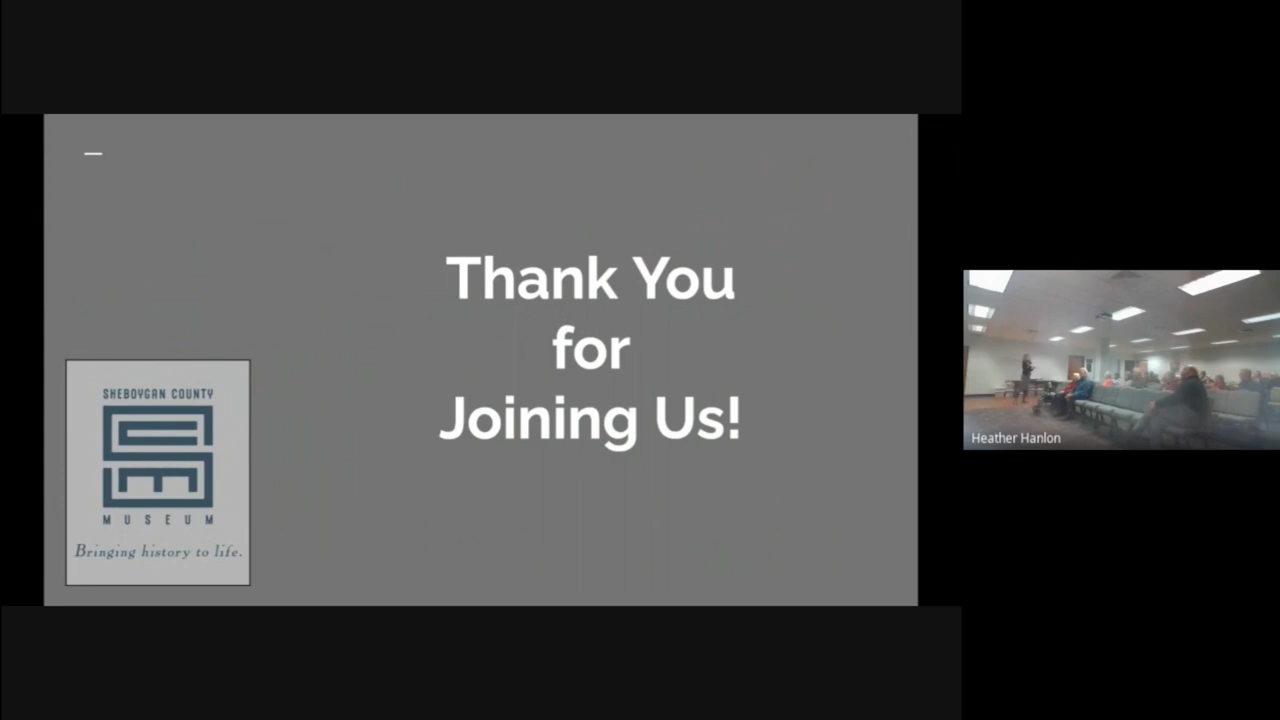 Thank You
for
Joining Us!
SHEBOYGAN COUNTY
MUSEUM
Bringing history to life.
Heather Hanlon